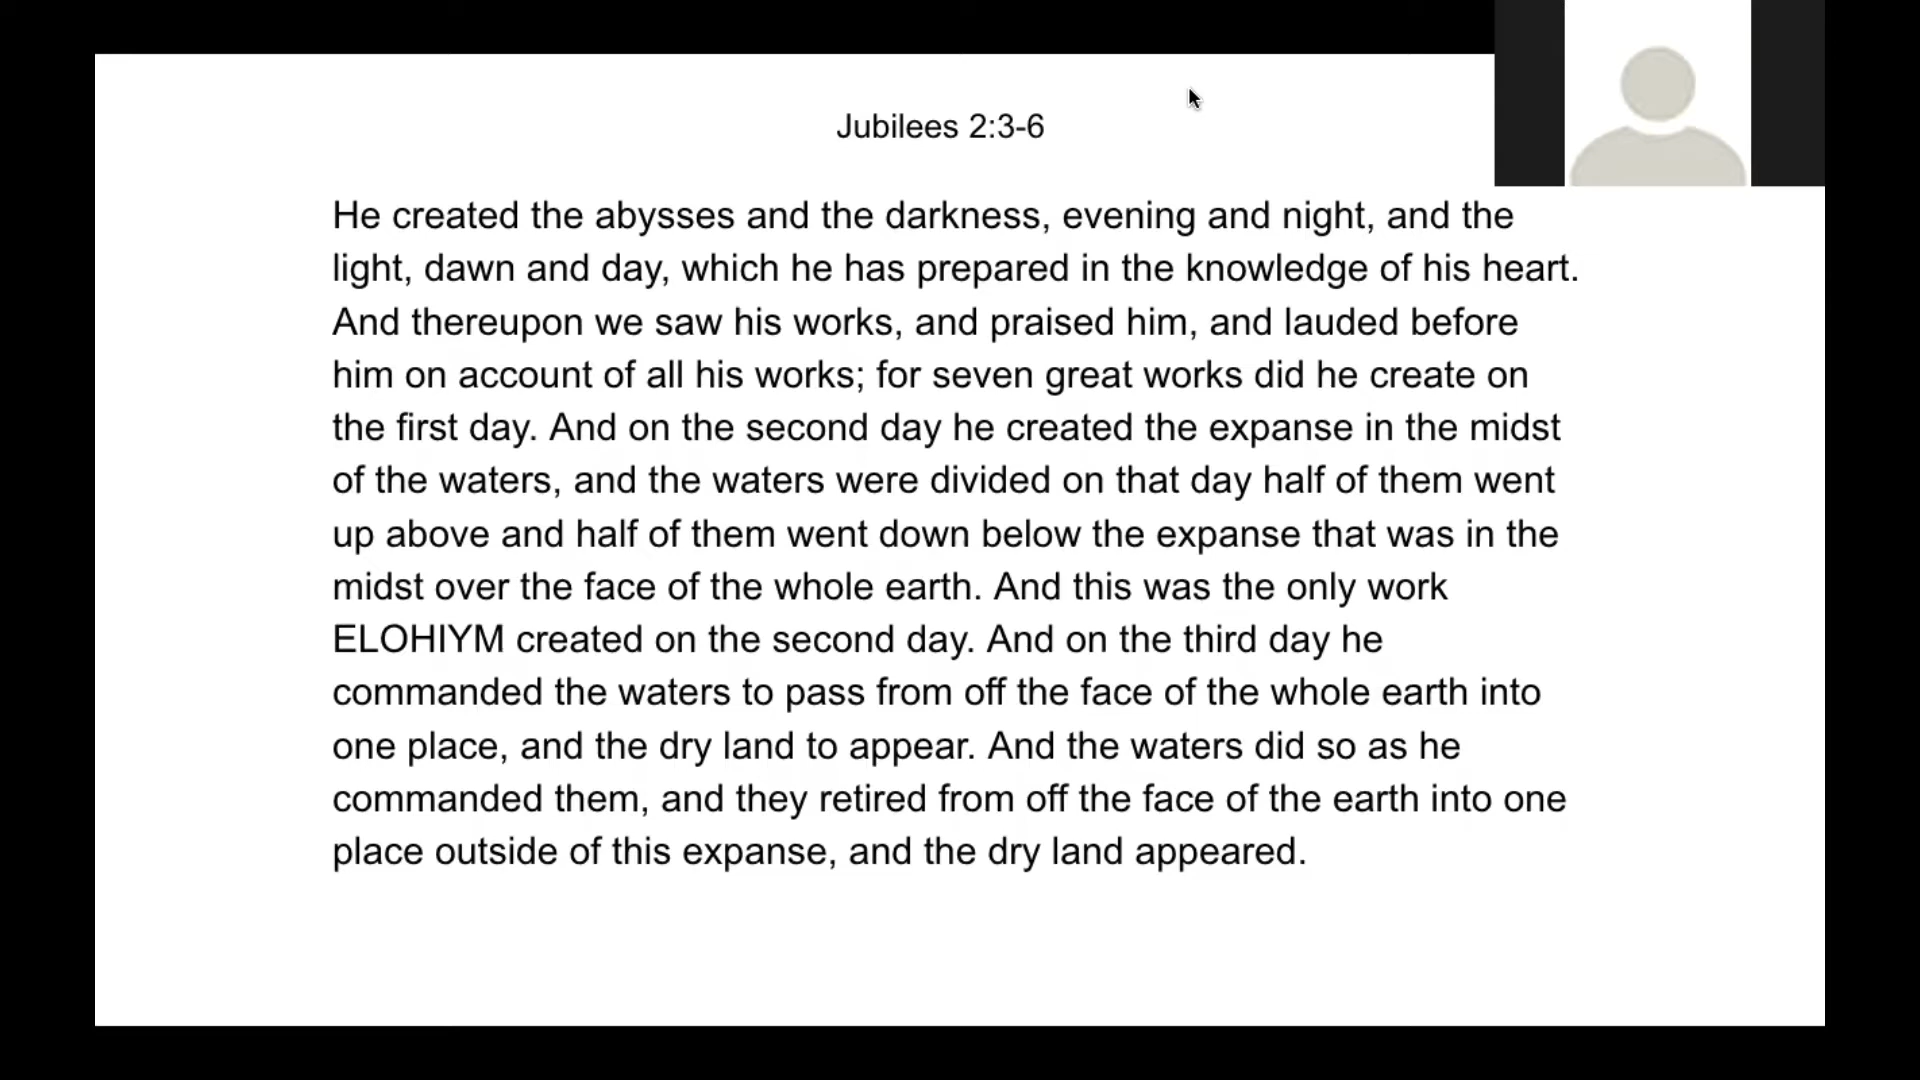 Jubilees 2:3-6
He created the abysses and the darkness, evening and night, and the
light, dawn and day, which he has prepared in the knowledge of his heart.
And thereupon we saw his works, and praised him, and lauded before
him on account of all his works; for seven great works did he create on
the first day. And on the second day he created the expanse in the midst
of the waters, and the waters were divided on that day half of them went
up above and half of them went down below the expanse that was in the
midst over the face of the whole earth. And this was the only work
ELOHIYM created on the second day. And on the third day he
commanded the waters to pass from off the face of the whole earth into
one place, and the dry land to appear. And the waters did so as he
commanded them, and they retired from off the face of the earth into one
place outside of this expanse, and the dry land appeared.